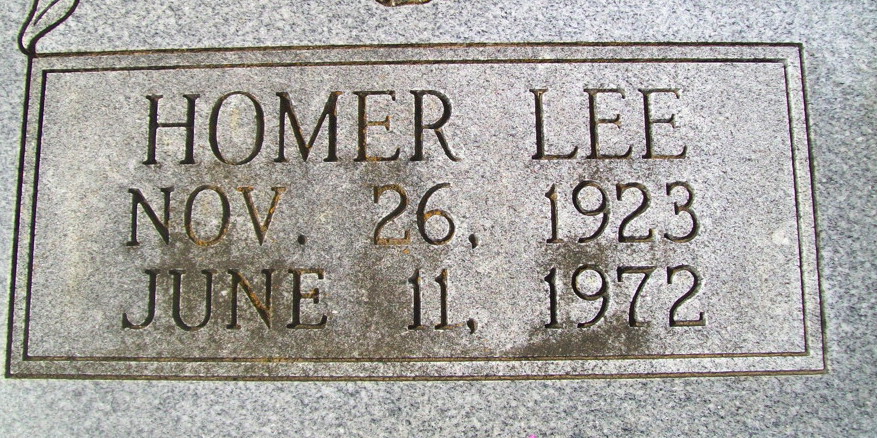 HOMER LEE
NOV. 26, 1923
JUNE 11, 1972